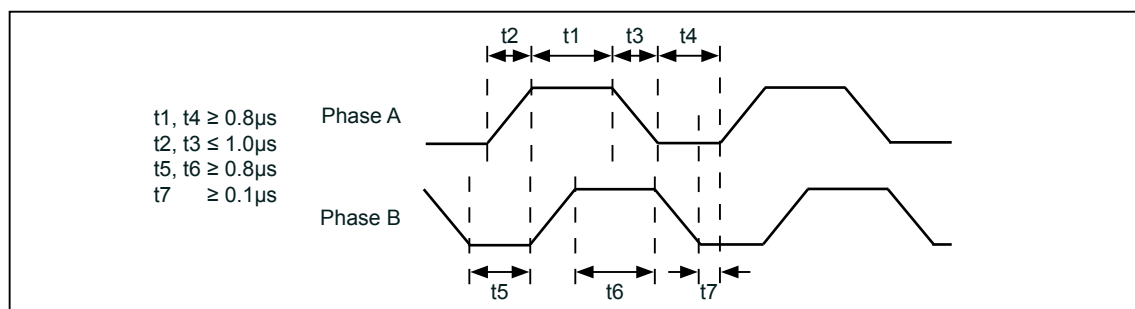 t2 t1 t3 t4
Phase A
t1, t4 ≥ 0.8µs
t2, t3 ≤ 1.0µs
t5, t6 ≥ 0.8µs
t7 ≥ 0.1µs
Phase B
t5 t6 t7